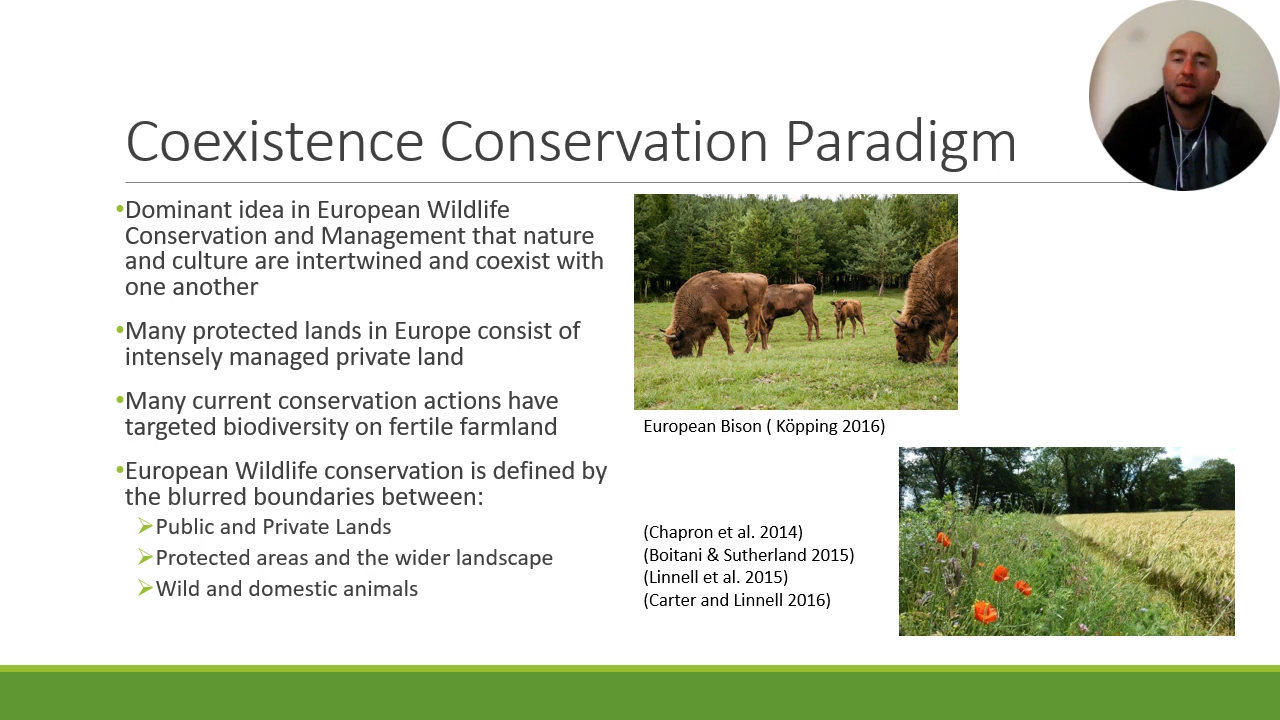 Coexistence Conservation Paradigm
•Dominant idea in European Wildlife
Conservation and Management that nature
and culture are intertwined and coexist with
one another
•Many protected lands in Europe consist of
intensely managed private land
•Many current conservation actions have
targeted biodiversity on fertile farmland
•European Wildlife conservation is defined by
the blurred boundaries between:
➢Public and Private Lands
➢Protected areas and the wider landscape
➢Wild and domestic animals
European Bison ( Köpping 2016)
(Chapron et al. 2014)
(Boitani & Sutherland 2015)
(Linnell et al. 2015)
(Carter and Linnell 2016)